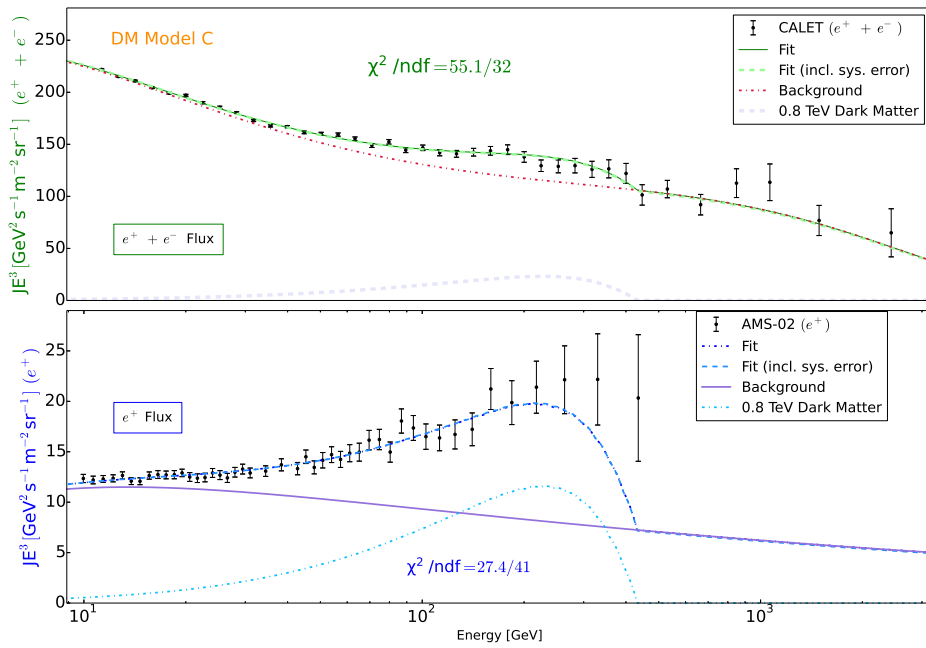 DM Model C
χ² /ndf=55.1/32
CALET (e⁺ + e⁻)
Fit
Fit (incl. sys. error)
Background
0.8 TeV Dark Matter
JE³ [GeV² s⁻¹ m⁻² sr⁻¹] (e⁺ + e⁻)
250
200
150
100
50
0
e⁺ + e⁻ Flux
AMS-02 (e⁺)
Fit
Fit (incl. sys. error)
Background
0.8 TeV Dark Matter
JE³ [GeV² s⁻¹ m⁻² sr⁻¹] (e⁺)
25
20
15
10
5
0
e⁺ Flux
χ² /ndf=27.4/41
10¹ 10² 10³
Energy [GeV]